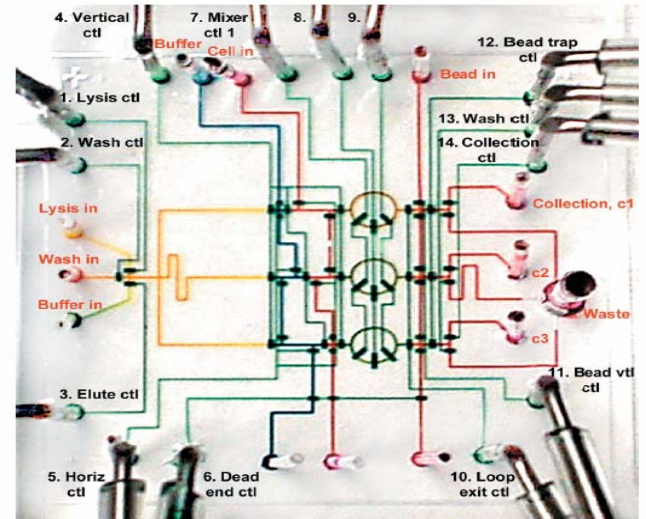 4. Vertical
ctl
7. Mixer
ctl 1
8.
9.
Buffer
Cell in
Bead in
12. Bead trap
ctl
1. Lysis ctl
13. Wash ctl
2. Wash ctl
14. Collection
ctl
Lysis in
Collection, c1
Wash in
c2
Buffer in
Waste
c3
11. Bead vtl
ctl
3. Elute ctl
5. Horiz
ctl
6. Dead
end ctl
10. Loop
exit ctl